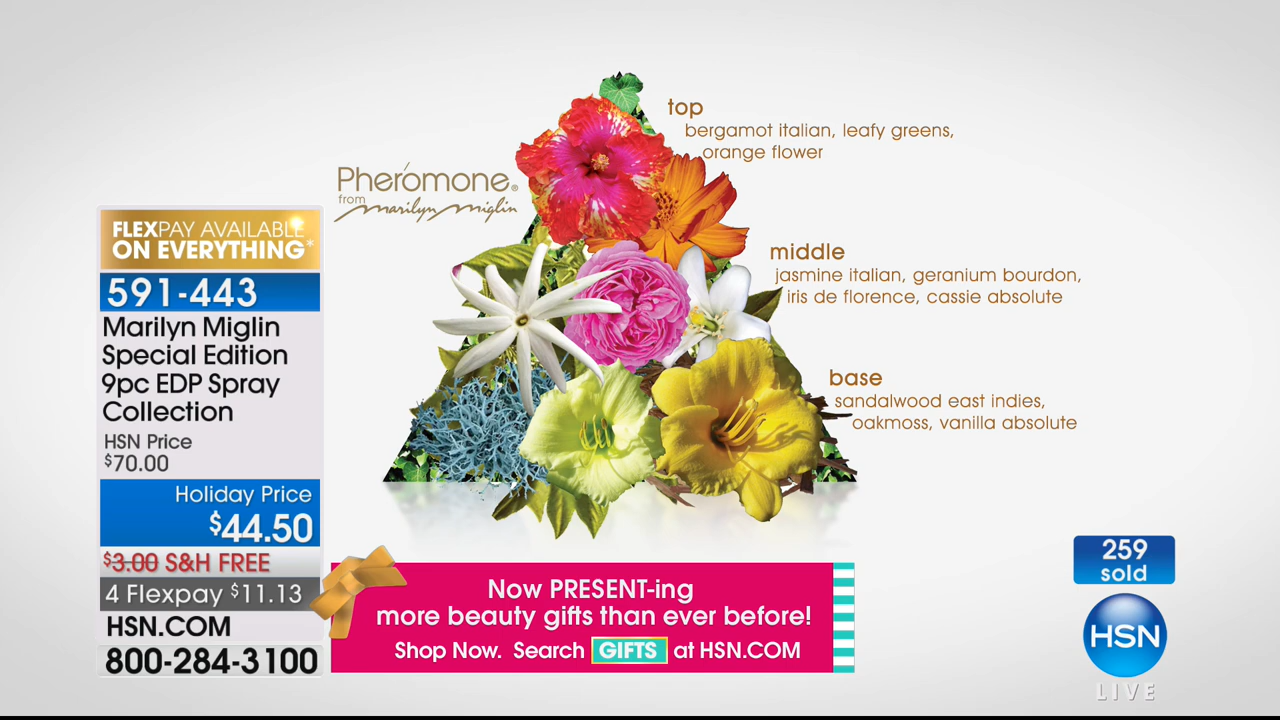 top
bergamot italian, leafy greens,
orange flower
Pherómone®
from
marilyn miglin
middle
jasmine italian, geranium bourdon,
iris de florence, cassie absolute
base
sandalwood east indies,
oakmoss, vanilla absolute
FLEXPAY AVAILABLE
ON EVERYTHING*
591-443
Marilyn Miglin
Special Edition
9pc EDP Spray
Collection
HSN Price
$70.00
Holiday Price
$44.50
$3.00 S&H FREE
4 Flexpay $11.13
HSN.COM
800-284-3100
Now PRESENT-ing
more beauty gifts than ever before!
Shop Now. Search GIFTS at HSN.COM
259
sold
HSN
LIVE